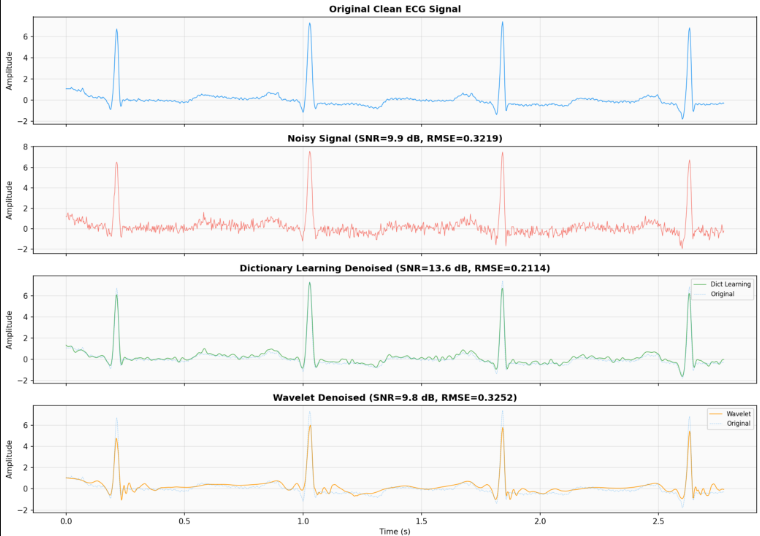 Original Clean ECG Signal
Amplitude
6
4
2
0
−2
Noisy Signal (SNR=9.9 dB, RMSE=0.3219)
Amplitude
8
6
4
2
0
−2
Dictionary Learning Denoised (SNR=13.6 dB, RMSE=0.2114)
Amplitude
6
4
2
0
−2
Dict Learning
Original
Wavelet Denoised (SNR=9.8 dB, RMSE=0.3252)
Amplitude
6
4
2
0
−2
Wavelet
Original
0.0 0.5 1.0 1.5 2.0 2.5
Time (s)